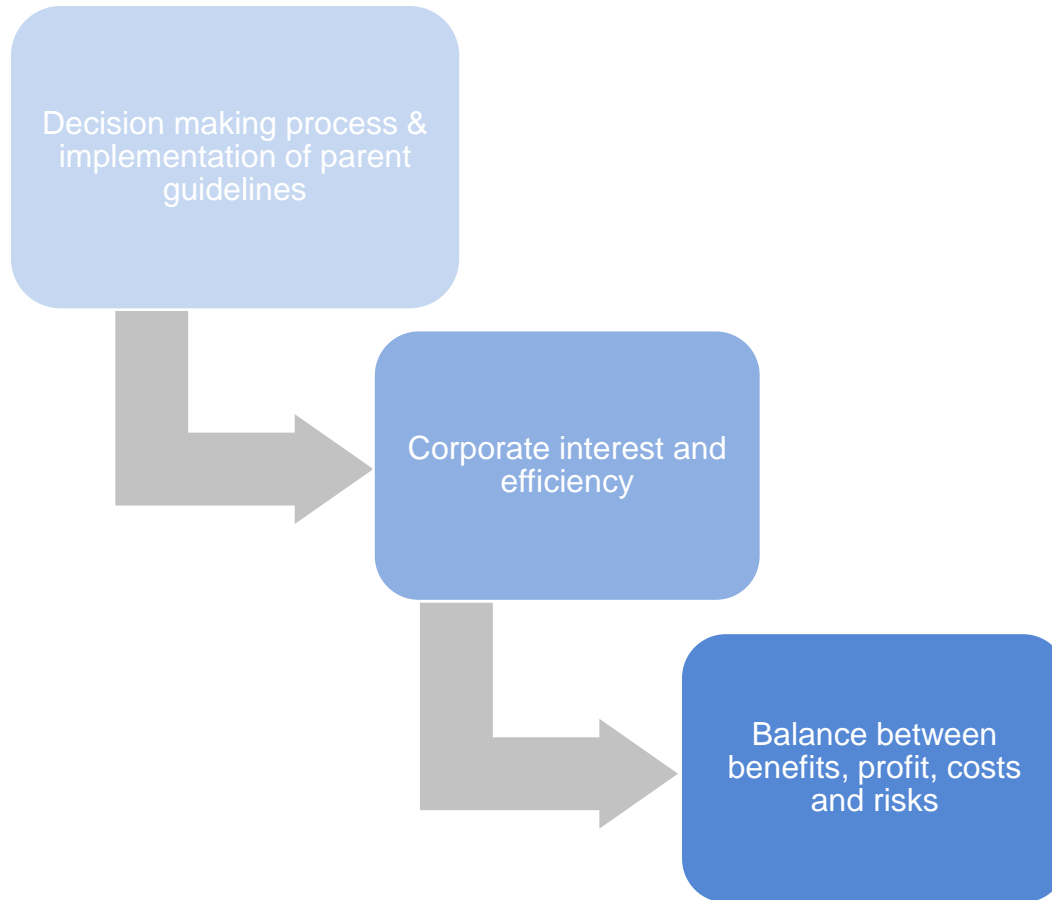 Decision making process &
implementation of parent
guidelines
Corporate interest and
efficiency
Balance between
benefits, profit, costs
and risks